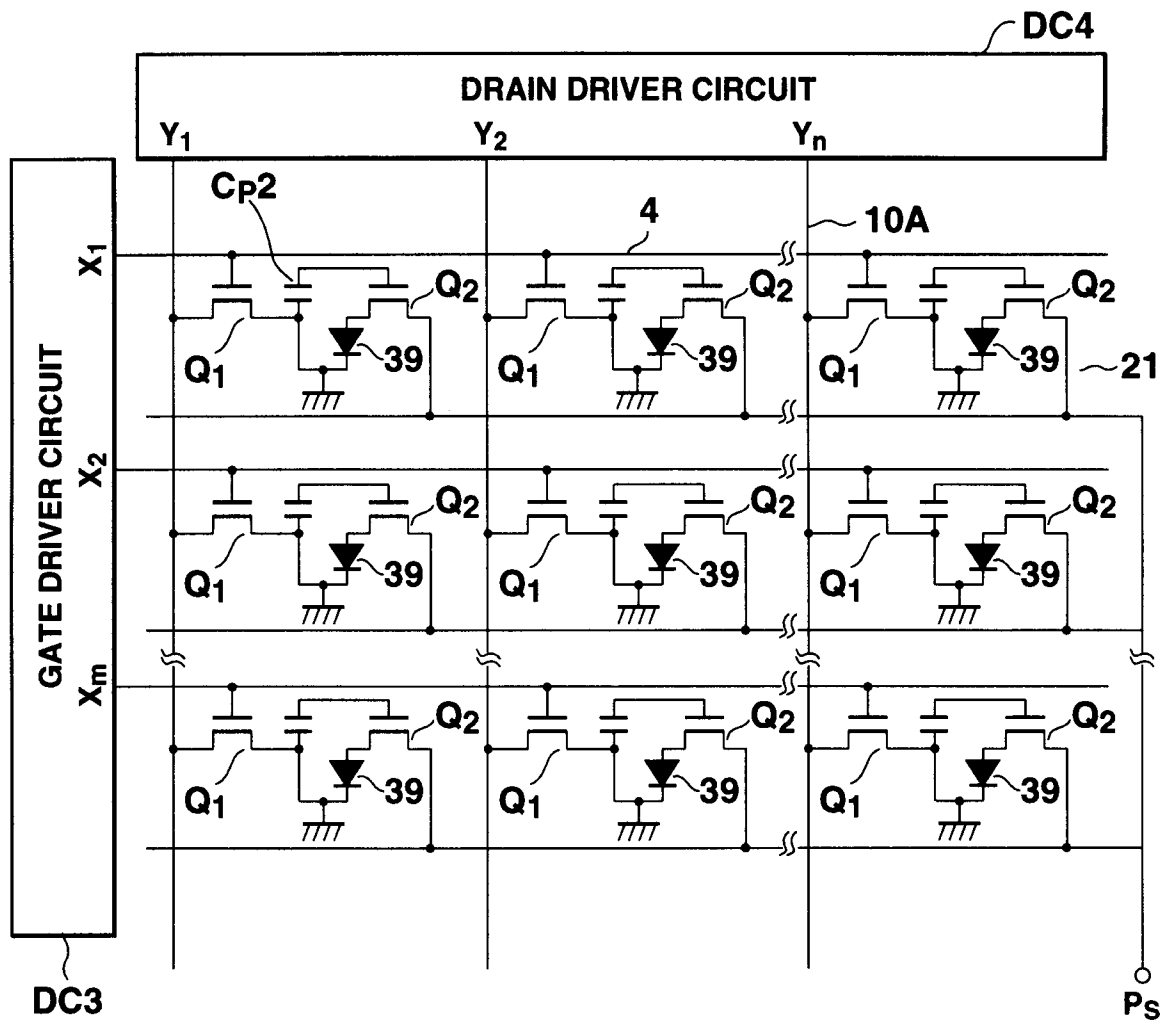 DC4
DRAIN DRIVER CIRCUIT
Y1 Y2 Yn
CP2 4 10A
X1
Q2 Q2 Q2
Q1 39 Q1 39 Q1 39 21
GATE DRIVER CIRCUIT
X2
Q2 Q2 Q2
Q1 39 Q1 39 Q1 39
Xm
Q2 Q2 Q2
Q1 39 Q1 39 Q1 39
DC3
PS